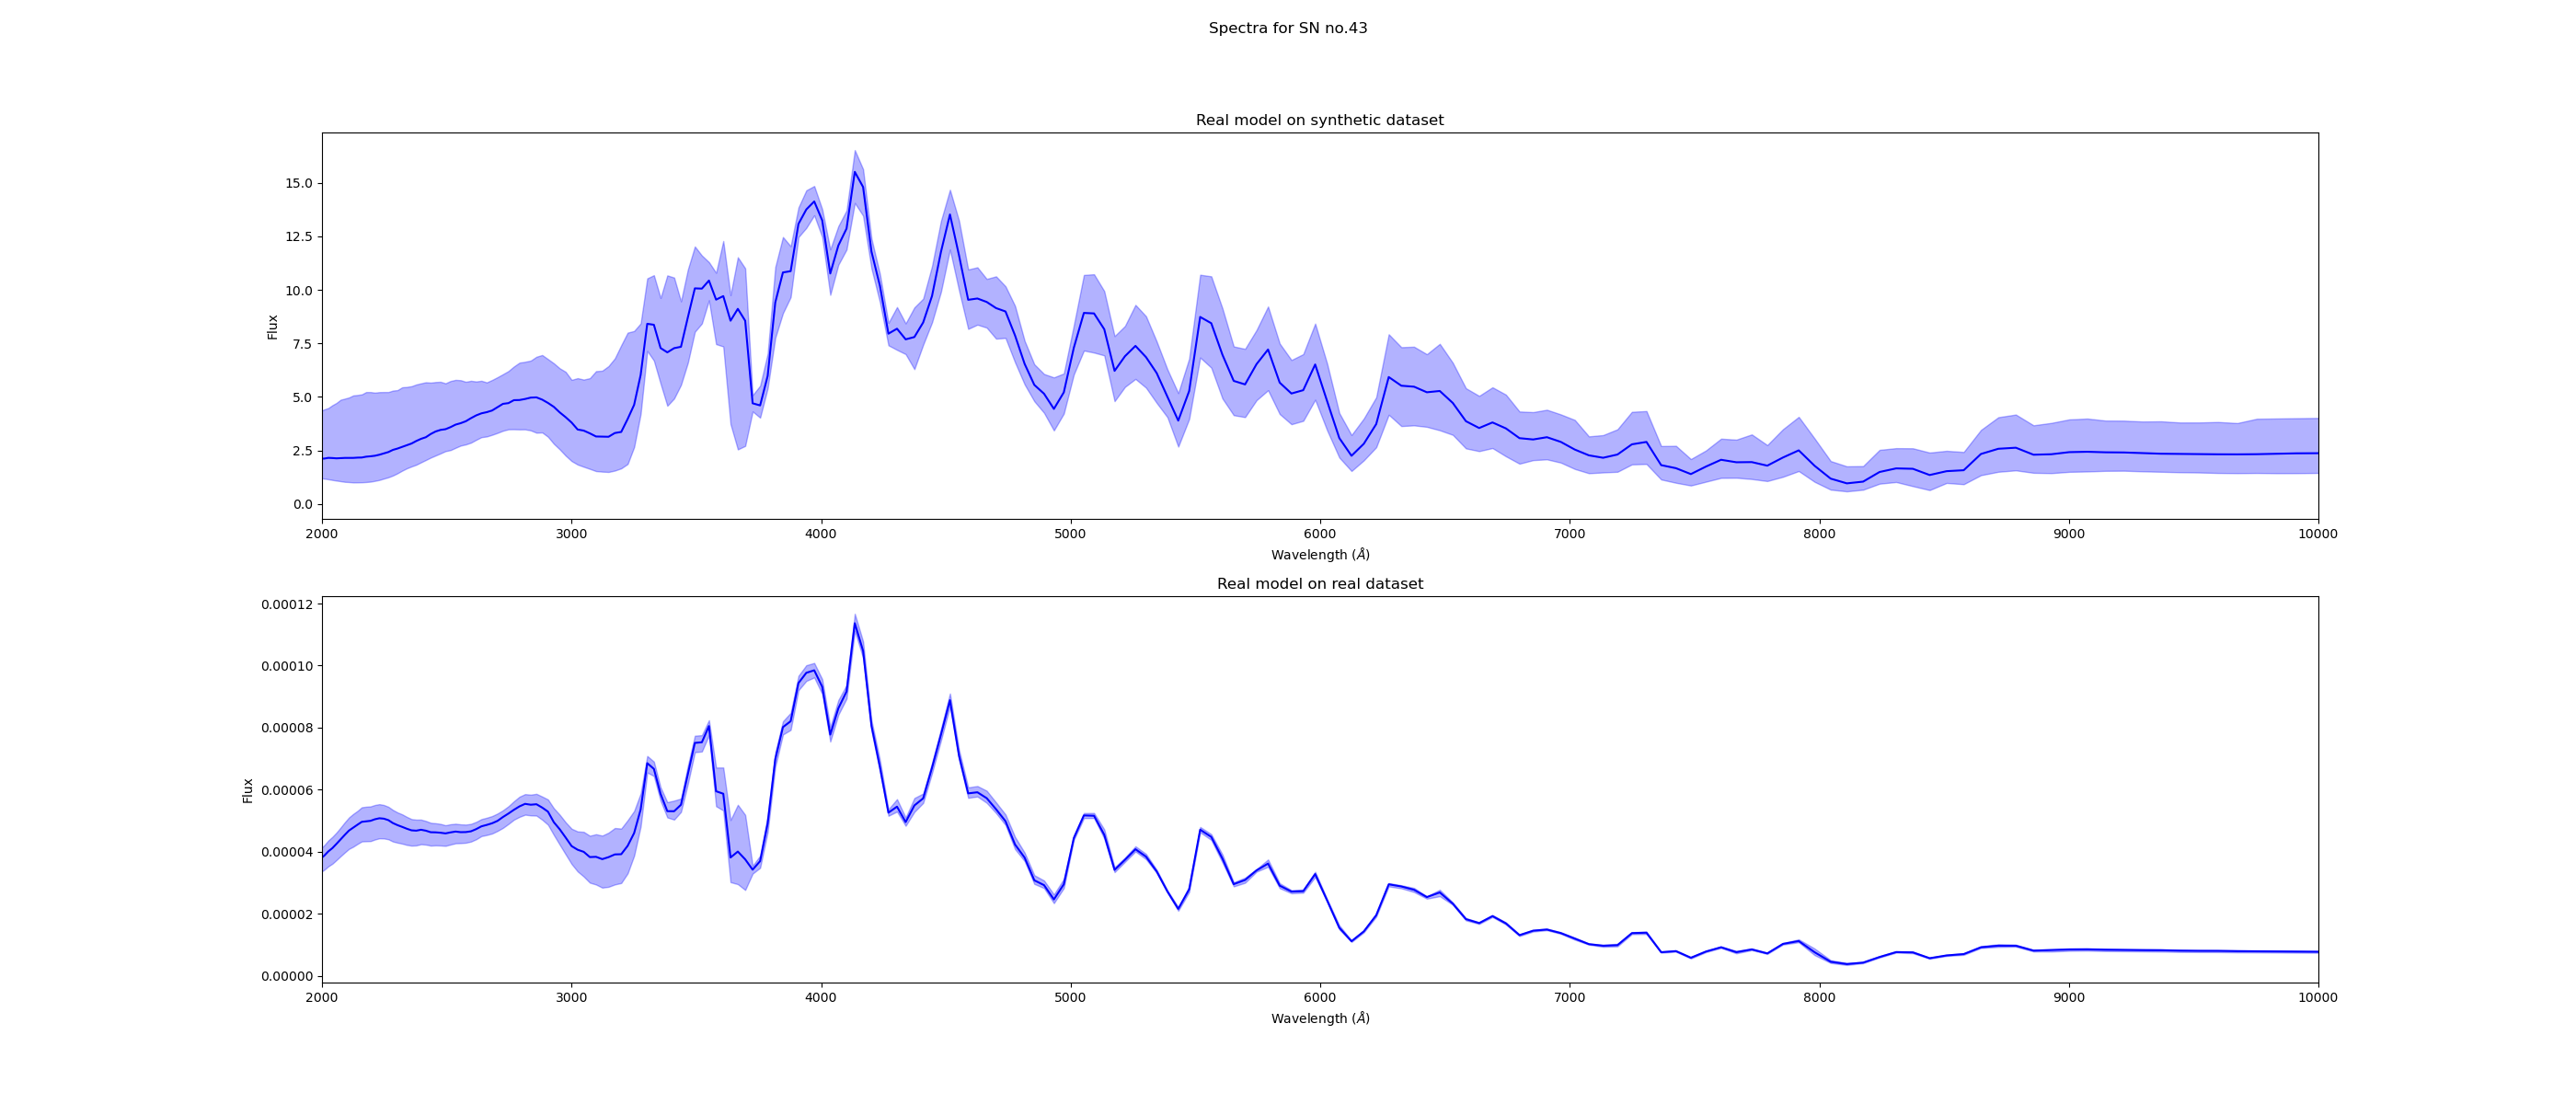 Spectra for SN no.43
Real model on synthetic dataset
Flux
15.0
12.5
10.0
7.5
5.0
2.5
0.0
2000 3000 4000 5000 6000 7000 8000 9000 10000
Wavelength (Å)
Real model on real dataset
Flux
0.00012
0.00010
0.00008
0.00006
0.00004
0.00002
0.00000
2000 3000 4000 5000 6000 7000 8000 9000 10000
Wavelength (Å)